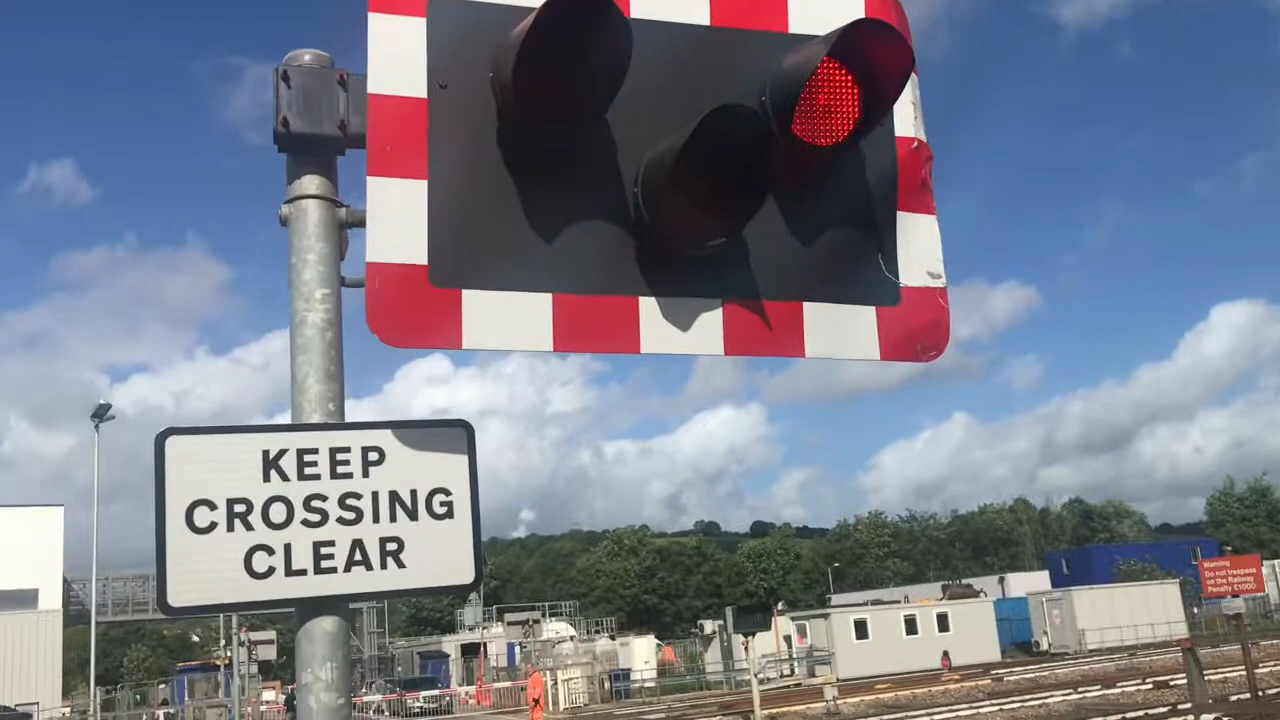 KEEP
CROSSING
CLEAR
Warning
Do not trespass
on the Railway
Penalty £1000